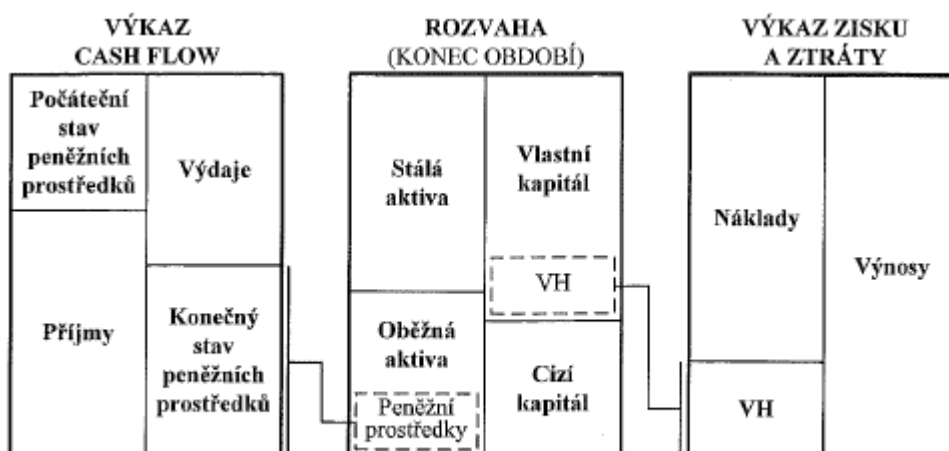 VÝKAZ
CASH FLOW
Počáteční
stav
peněžních
prostředků
Výdaje
Příjmy
Konečný
stav
peněžních
prostředků
ROZVAHA
(KONEC OBDOBÍ)
Stálá
aktiva
Vlastní
kapitál
VH
Oběžná
aktiva
Peněžní
prostředky
Cizí
kapitál
VÝKAZ ZISKU
A ZTRÁTY
Náklady
Výnosy
VH